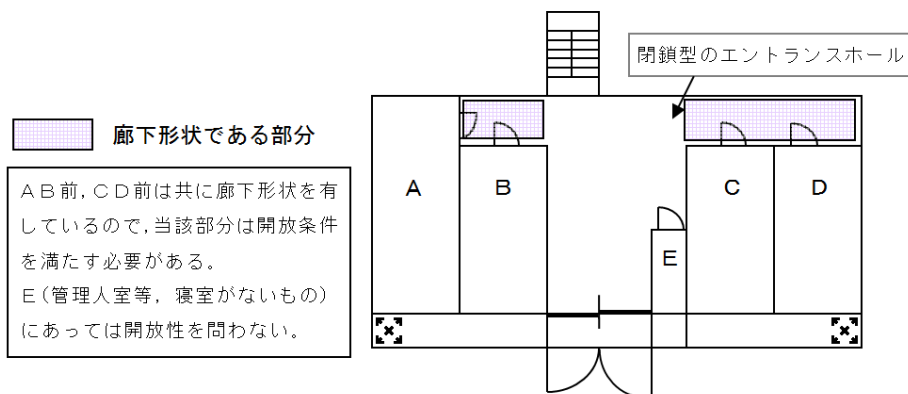 閉鎖型のエントランスホール
廊下形状である部分
ＡＢ前，ＣＤ前は共に廊下形状を有
しているので，当該部分は開放条件
を満たす必要がある。
Ｅ（管理人室等，寝室がないもの）
にあっては開放性を問わない。
A
B
C
D
E